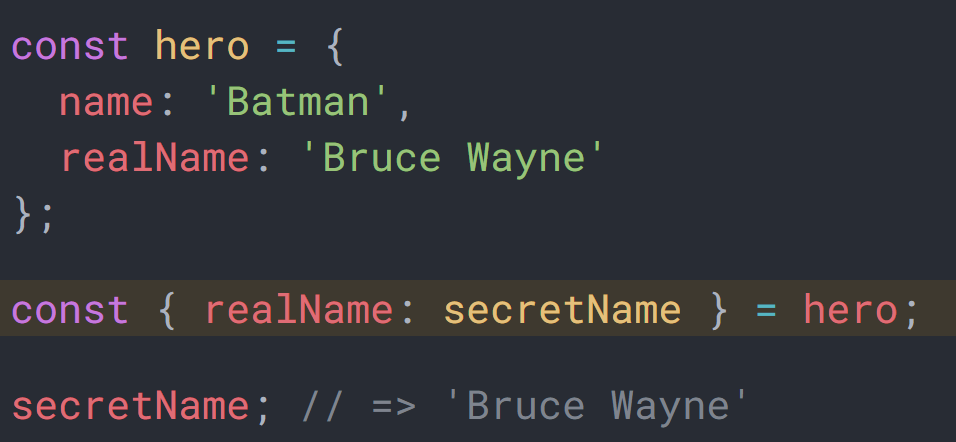 const hero = {
  name: 'Batman',
  realName: 'Bruce Wayne'
};
const { realName: secretName } = hero;
secretName; // => 'Bruce Wayne'